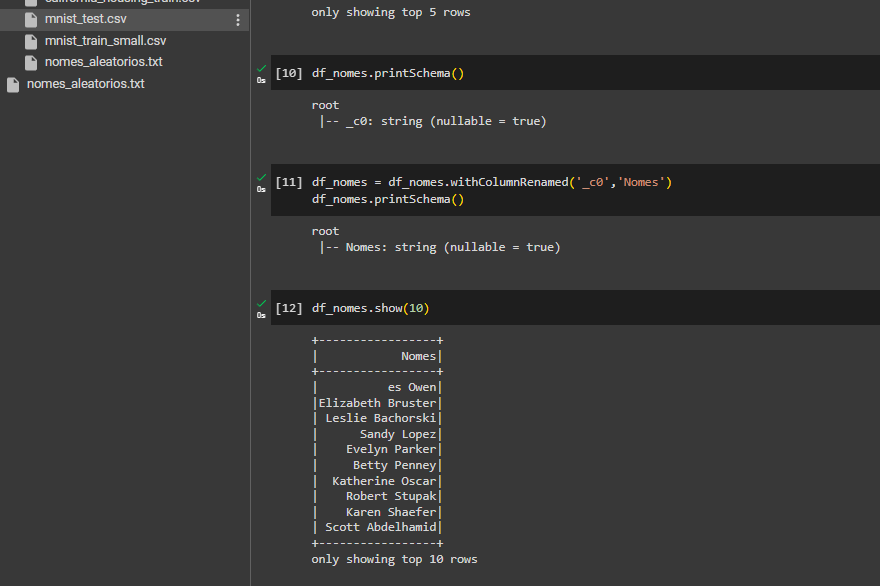 california_housing_train.csv
mnist_test.csv
mnist_train_small.csv
nomes_aleatorios.txt
nomes_aleatorios.txt
only showing top 5 rows
0s
[10] df_nomes.printSchema()
root
|-- _c0: string (nullable = true)
0s
[11] df_nomes = df_nomes.withColumnRenamed('_c0','Nomes')
df_nomes.printSchema()
root
|-- Nomes: string (nullable = true)
0s
[12] df_nomes.show(10)
+-----------------+
|            Nomes|
+-----------------+
|          es Owen|
|Elizabeth Bruster|
| Leslie Bachorski|
|      Sandy Lopez|
|    Evelyn Parker|
|     Betty Penney|
|  Katherine Oscar|
|    Robert Stupak|
|    Karen Shaefer|
| Scott Abdelhamid|
+-----------------+
only showing top 10 rows